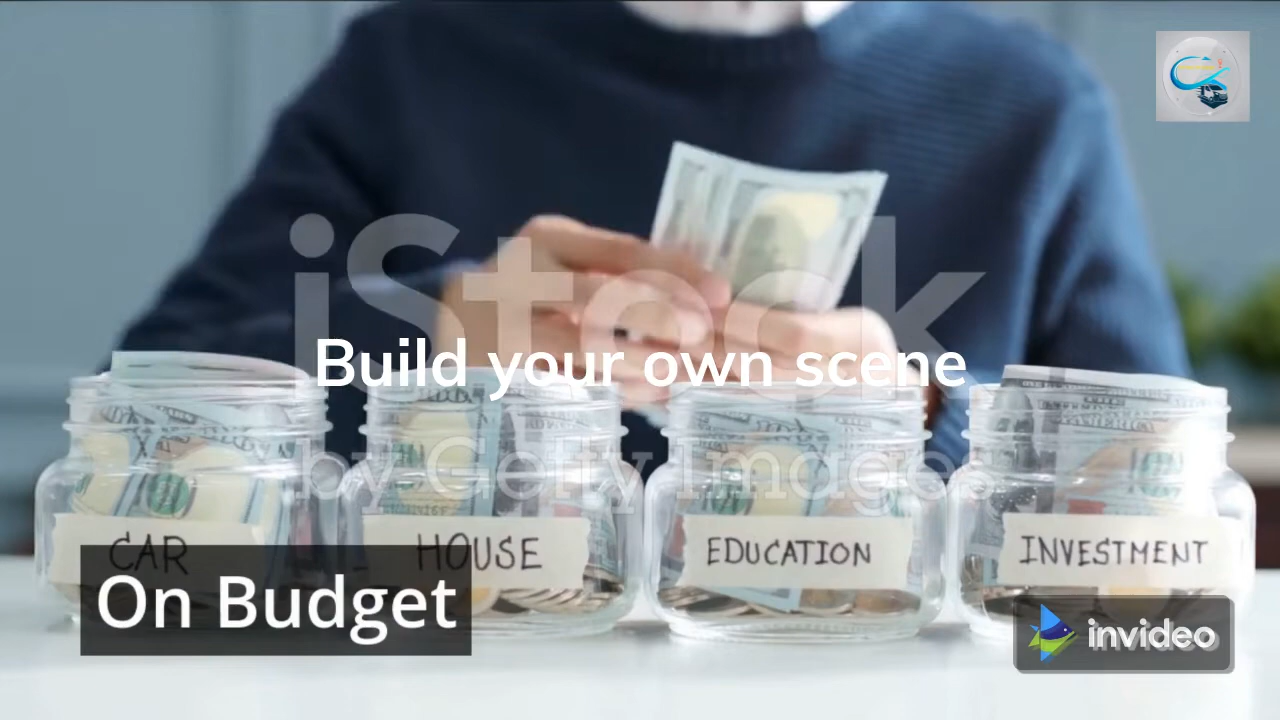 iStock
Build your own scene
by Getty Images
CAR
HOUSE
EDUCATION
INVESTMENT
On Budget
invideo